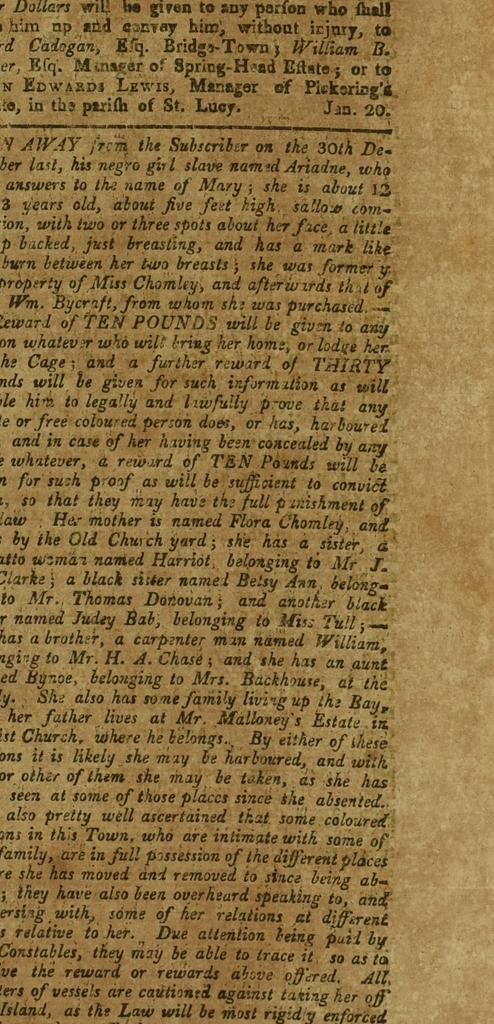 r Dollars will be given to any person who shall
him up and convey him, without injury, to
rd Cadogan, Esq. Bridge-Town; William B.
er, Esq. Manager of Spring-Head Estate; or to
N EDWARDS LEWIS, Manager of Pickering's
te, in the parish of St. Lucy. Jan. 20.
N AWAY from the Subscriber on the 30th De-
ber last, his negro girl slave named Ariadne, who
answers to the name of Mary; she is about 12
3 years old, about five feet high, sallow com-
ion, with two or three spots about her face, a little
p backed, just breasting, and has a mark like
burn between her two breasts; she was former y
property of Miss Chomley, and afterwards that of
Wm. Bycraft, from whom she was purchased.—
Reward of TEN POUNDS will be given to any
on whatever who will bring her home, or lodge her
he Cage; and a further reward of THIRTY
nds will be given for such information as will
ble him to legally and lawfully prove that any
e or free coloured person does, or has, harboured
and in case of her having been concealed by any
e whatever, a reward of TEN Pounds will be
n for such proof as will be sufficient to convict
, so that they may have the full punishment of
law. Her mother is named Flora Chomley, and
s by the Old Church yard; she has a sister, a
atto woman named Harriot, belonging to Mr J.
Clarke; a black sister named Betsy Ann, belong-
to Mr. Thomas Donovan; and another black
r named Judey Bab, belonging to Miss Tull;—
has a brother, a carpenter man named William,
nging to Mr. H. A. Chase; and she has an aunt
ed Bynoe, belonging to Mrs. Backhouse, at the
ly. She also has some family living up the Bay,
her father lives at Mr. Malloney's Estate in
ist Church, where he belongs. By either of these
ons it is likely she may be harboured, and with
or other of them she may be taken, as she has
seen at some of those places since she absented.
also pretty well ascertained that some coloured
ons in this Town, who are intimate with some of
family, are in full possession of the different places
re she has moved and removed to since being ab-
; they have also been overheard speaking to, and
ersing with, some of her relations at different
s relative to her. Due attention being paid by
Constables, they may be able to trace it, so as to
ve the reward or rewards above offered. All
ters of vessels are cautioned against taking her off
Island, as the Law will be most rigidly enforced